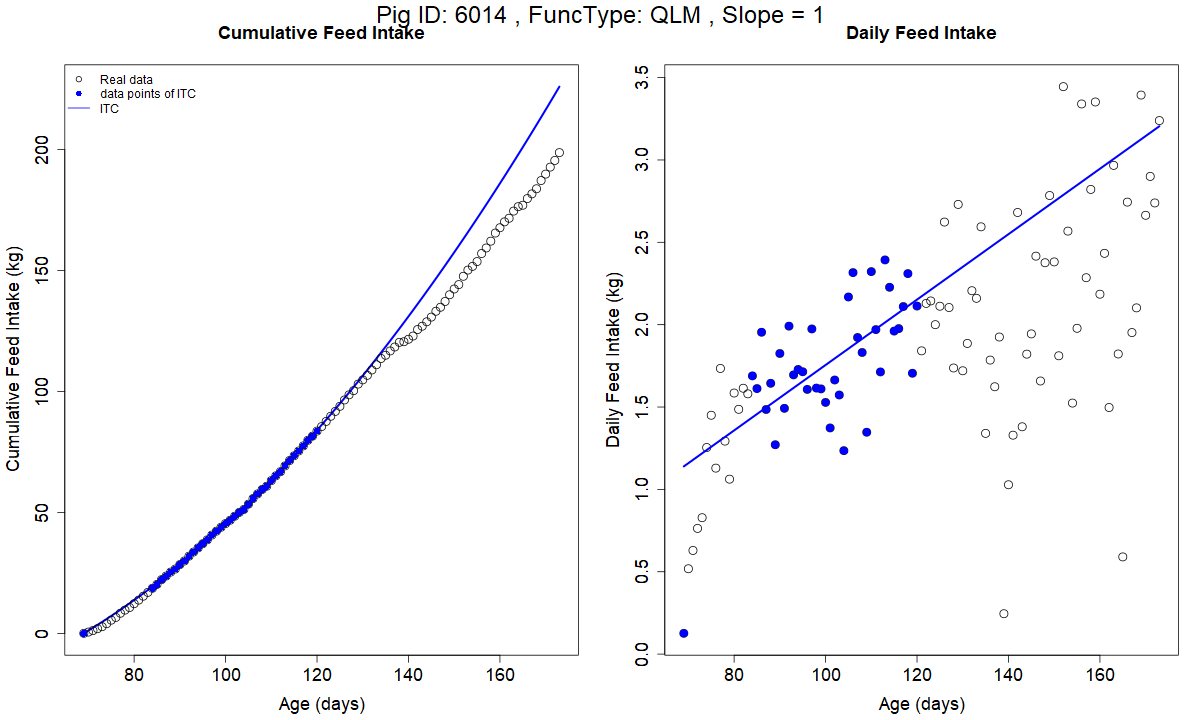 Pig ID: 6014 , FuncType: QLM , Slope = 1
Cumulative Feed Intake
Real data
data points of ITC
ITC
Cumulative Feed Intake (kg)
0
50
100
150
200
80
100
120
140
160
Age (days)
Daily Feed Intake
Daily Feed Intake (kg)
0.0
0.5
1.0
1.5
2.0
2.5
3.0
3.5
80
100
120
140
160
Age (days)